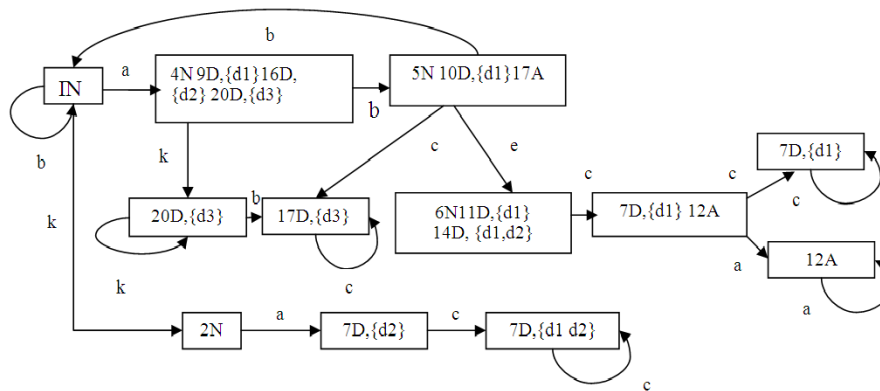 b
IN
a
4N 9D,{d1}16D,
{d2} 20D,{d3}
b
5N 10D,{d1}17A
b
k
c
e
k
20D,{d3}
b
17D,{d3}
k
c
6N11D,{d1}
14D, {d1,d2}
c
7D,{d1} 12A
c
7D,{d1}
c
a
12A
a
2N
a
7D,{d2}
c
7D,{d1 d2}
c